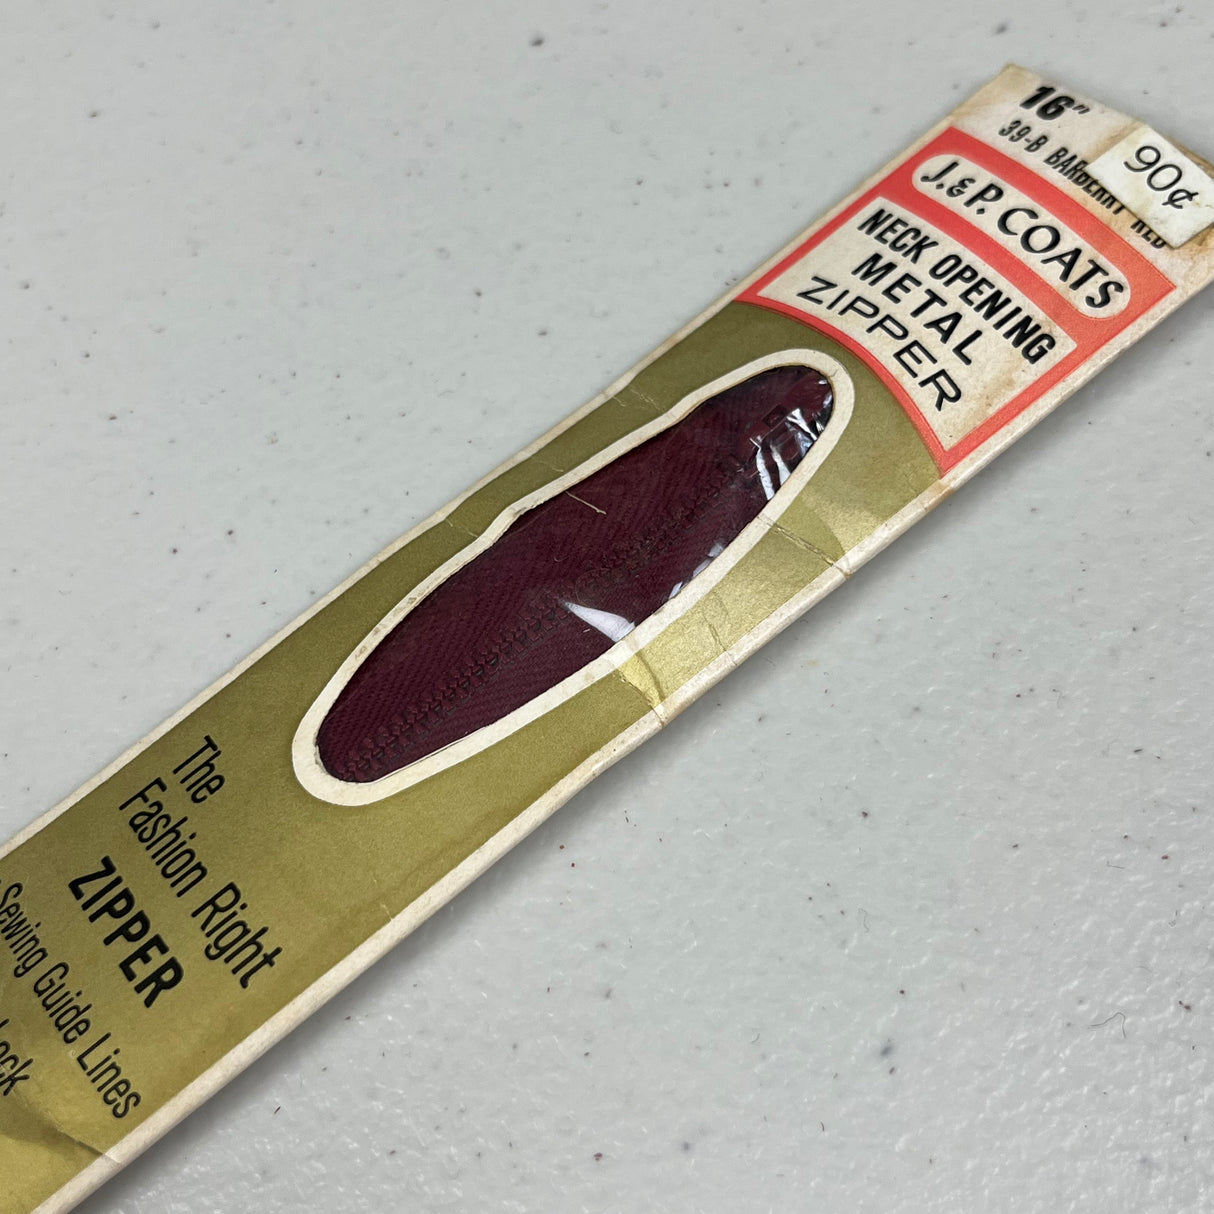 16"
39-B BARBERRY RED
90¢
J.&P. COATS
NECK OPENING
METAL
ZIPPER
The
Fashion Right
ZIPPER
Sewing Guide Lines